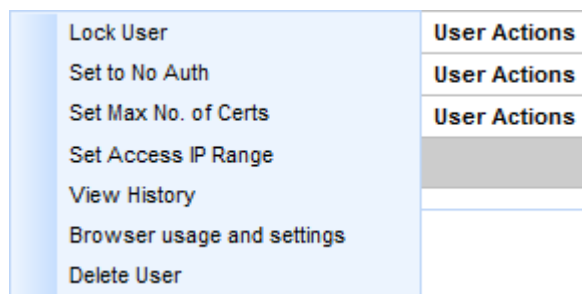 Lock User
Set to No Auth
Set Max No. of Certs
Set Access IP Range
View History
Browser usage and settings
Delete User
User Actions
User Actions
User Actions